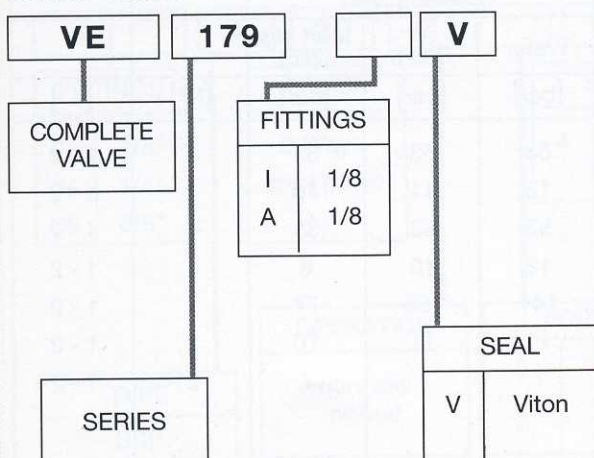 VE 179 V
COMPLETE
VALVE
FITTINGS
I 1/8
A 1/8
SERIES
SEAL
V Viton